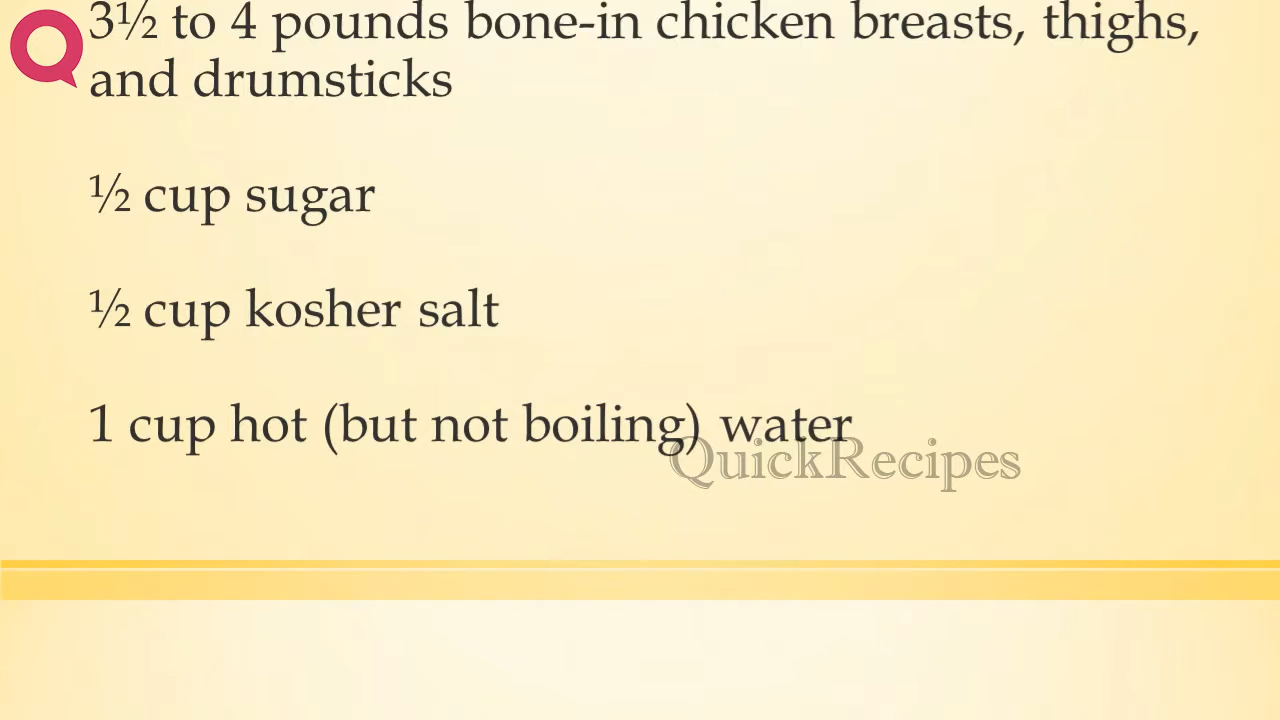 3½ to 4 pounds bone-in chicken breasts, thighs,
and drumsticks
½ cup sugar
½ cup kosher salt
1 cup hot (but not boiling) water
QuickRecipes